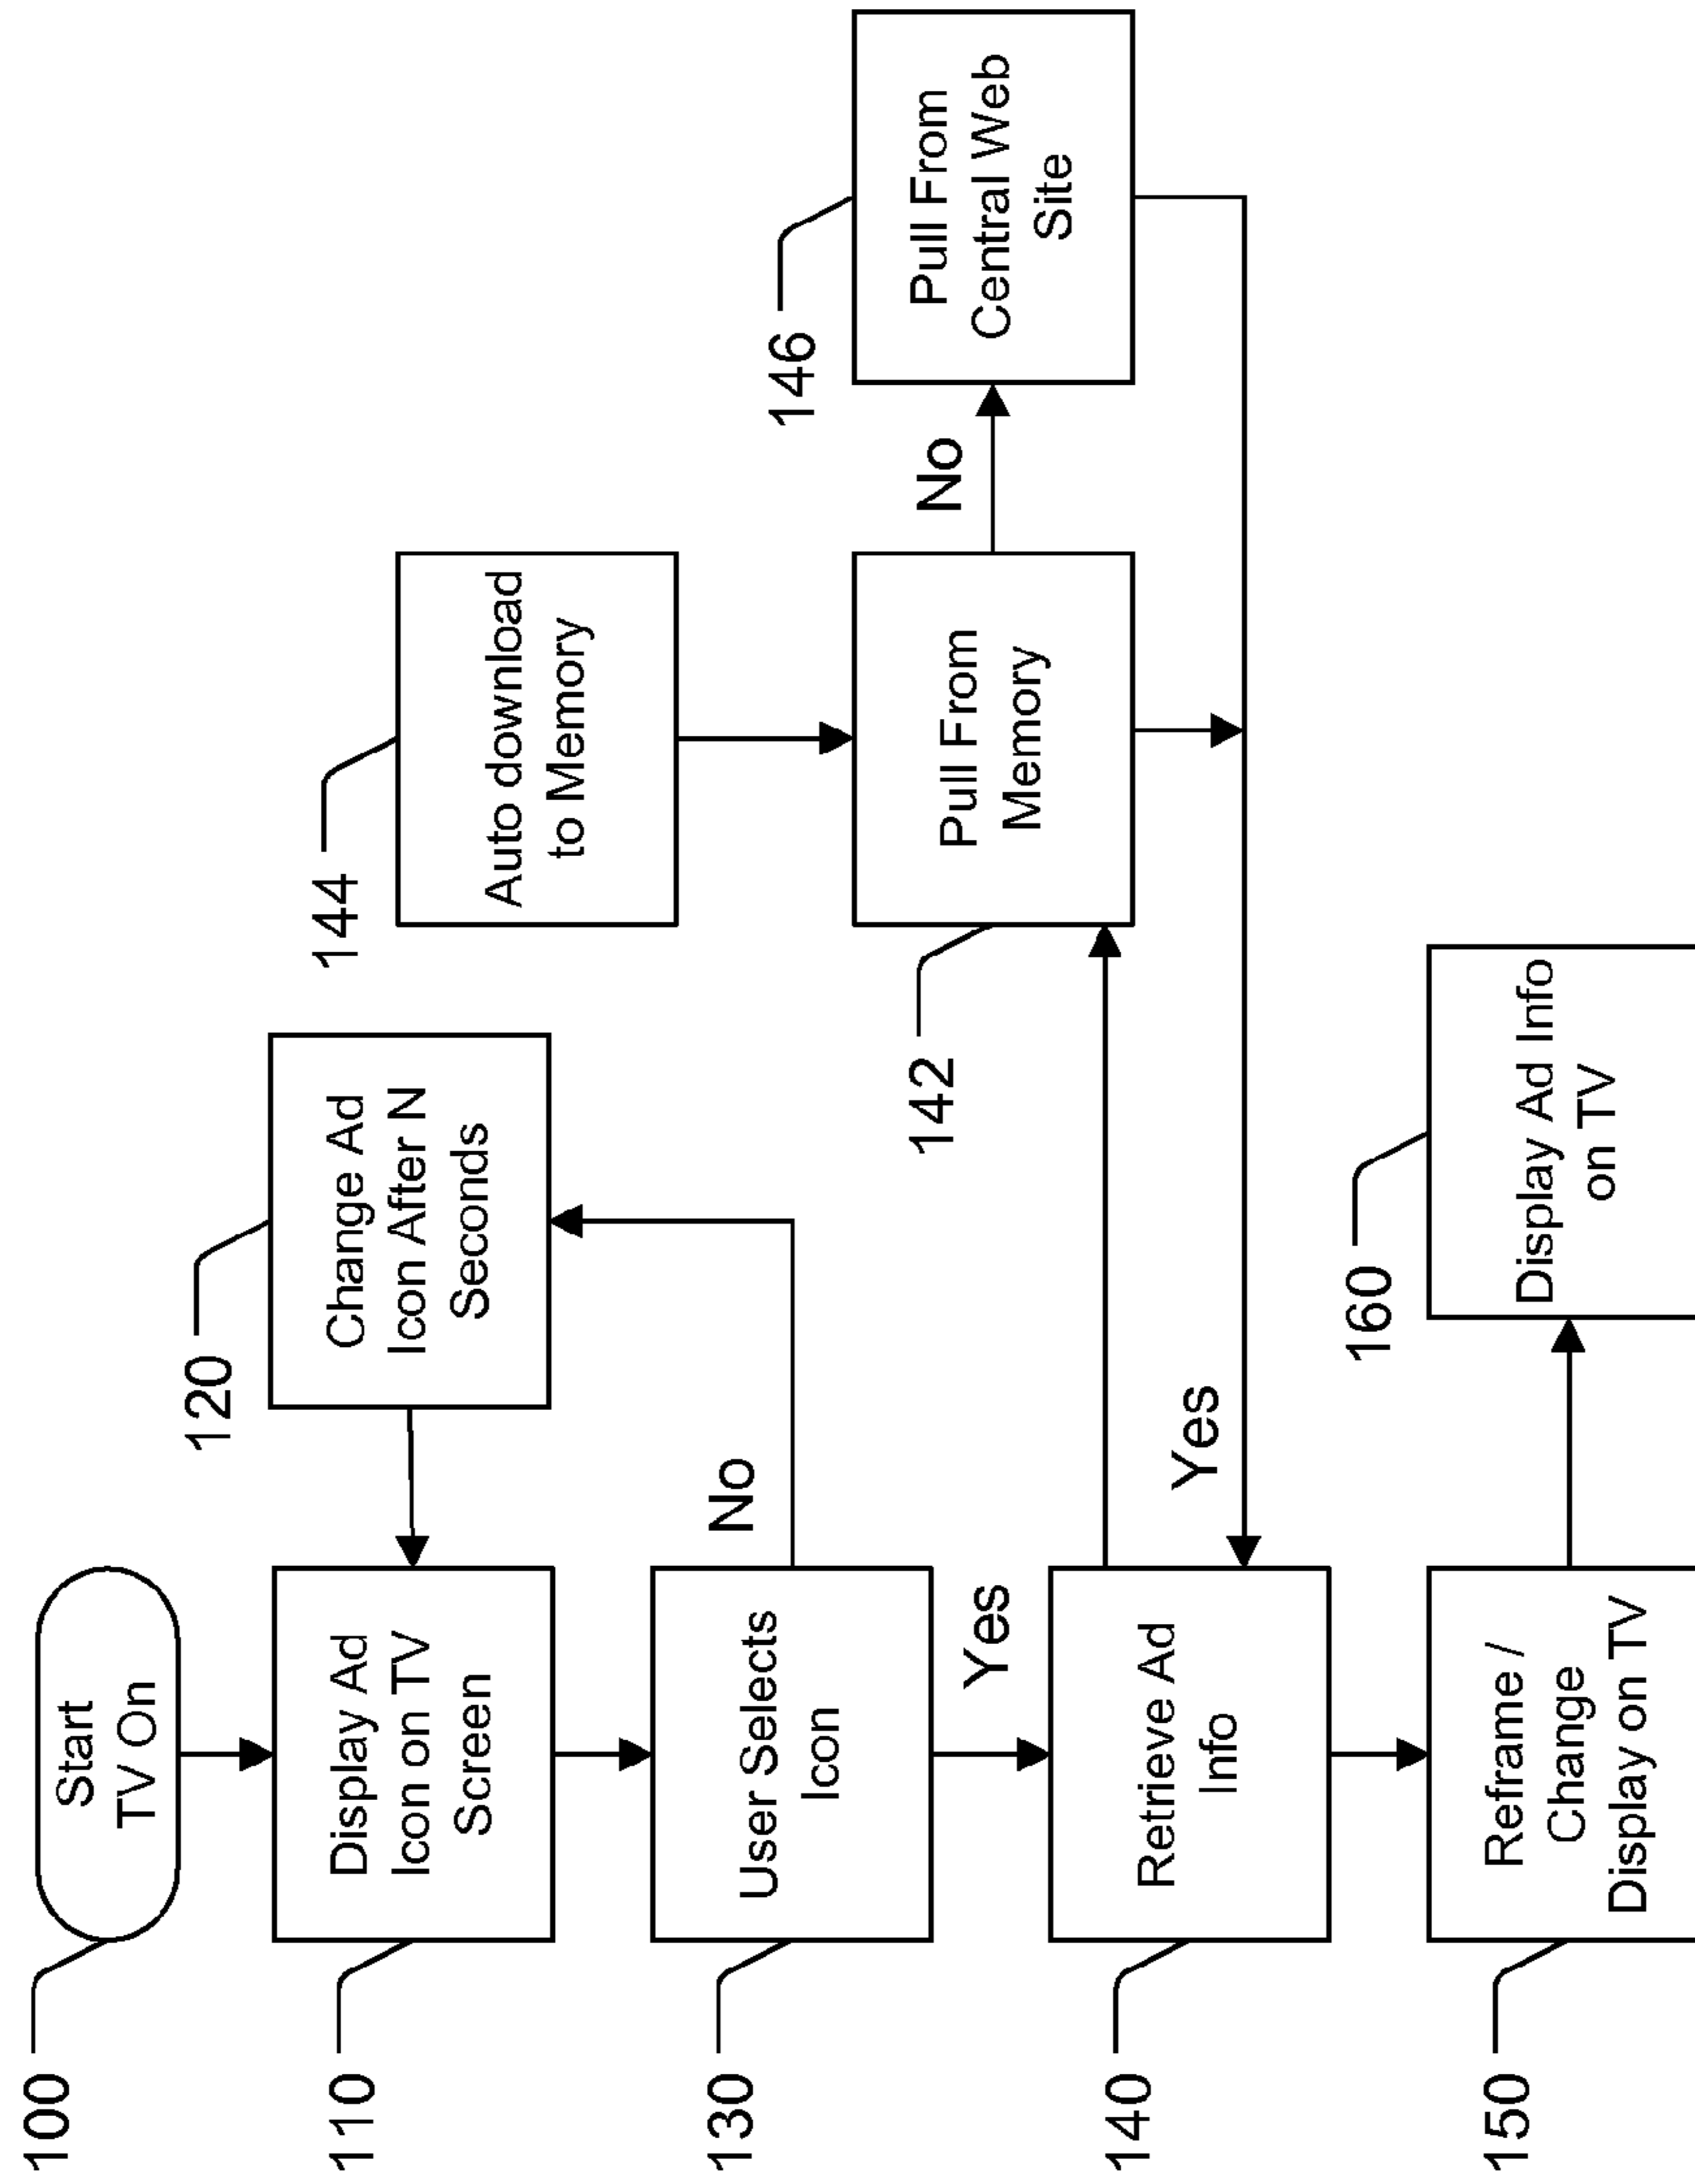 100
Start
TV On
110
Display Ad
Icon on TV
Screen
120
Change Ad
Icon After N
Seconds
130
User Selects
Icon
No
Yes
140
Retrieve Ad
Info
Yes
142
Pull From
Memory
144
Auto download
to Memory
No
146
Pull From
Central Web
Site
150
Reframe /
Change
Display on TV
160
Display Ad Info
on TV